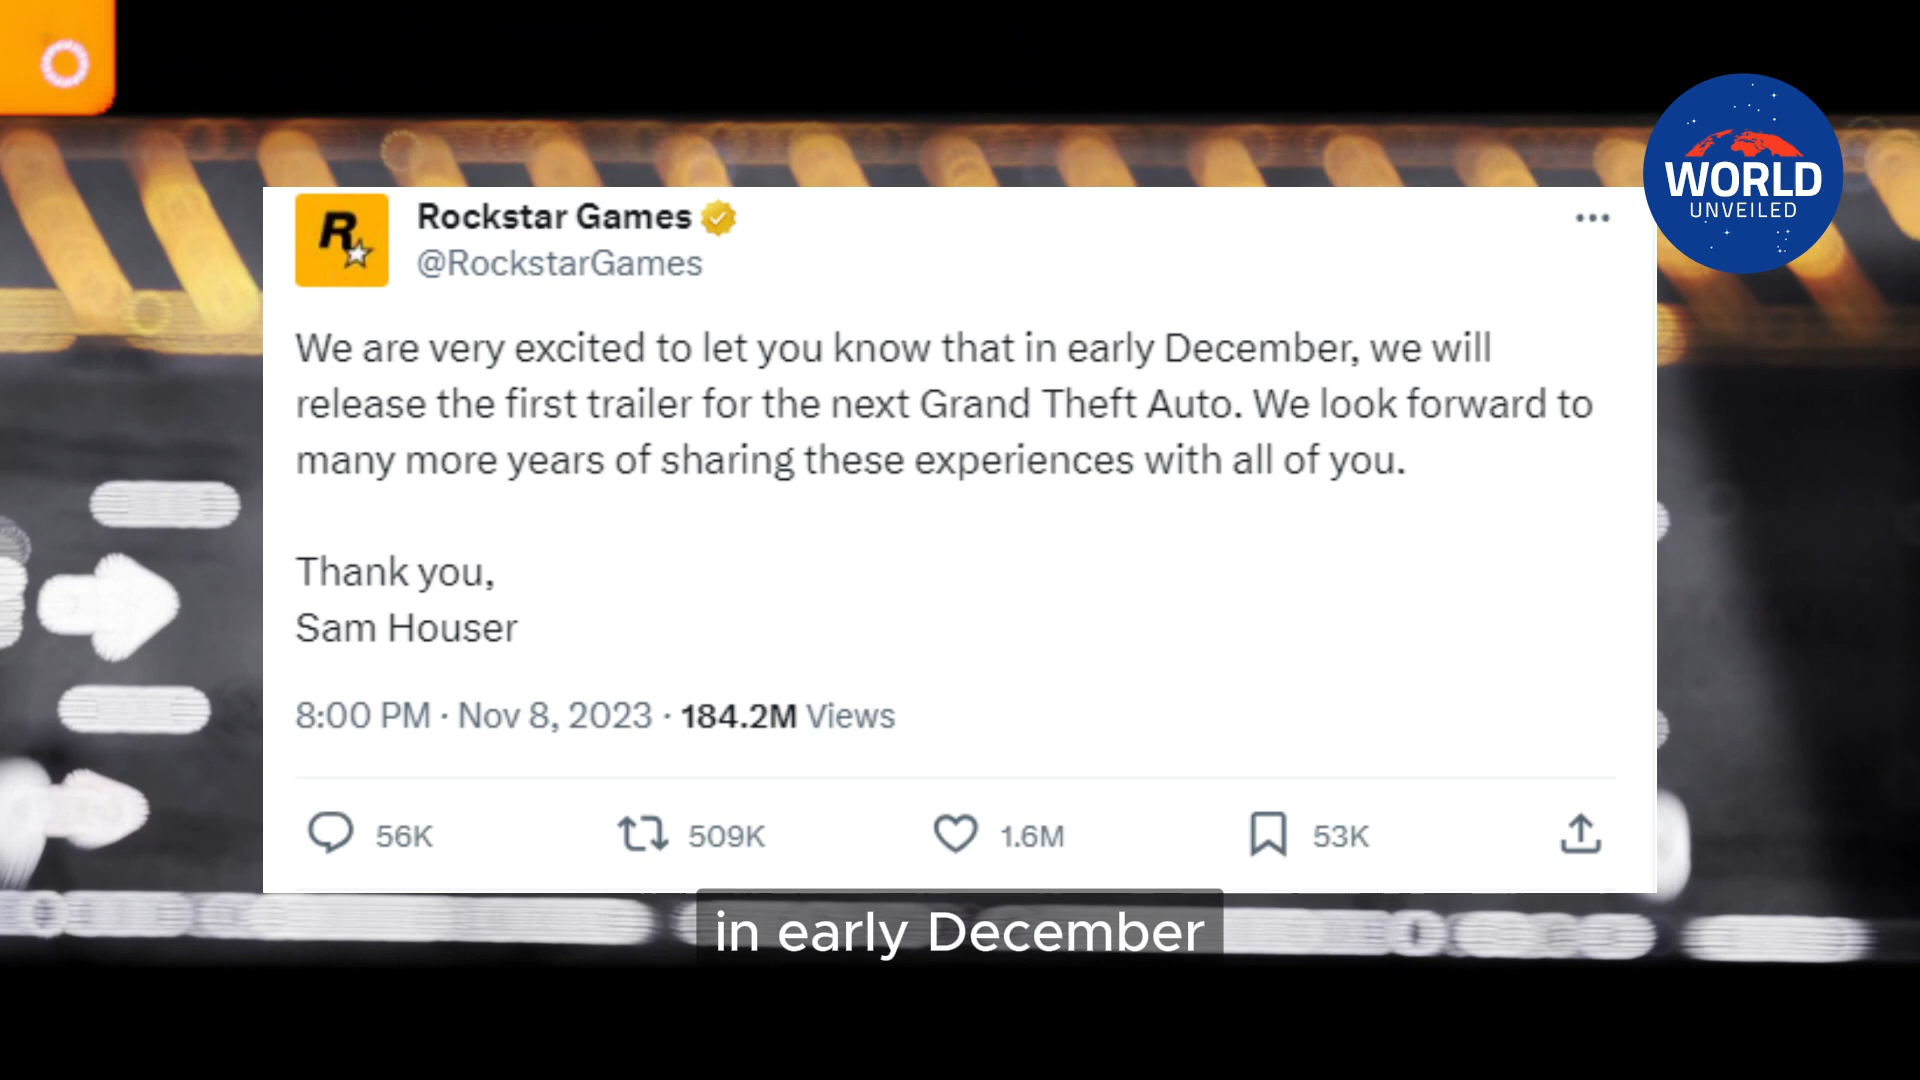 WORLD
UNVEILED
R
Rockstar Games
@RockstarGames
We are very excited to let you know that in early December, we will
release the first trailer for the next Grand Theft Auto. We look forward to
many more years of sharing these experiences with all of you.
Thank you,
Sam Houser
8:00 PM · Nov 8, 2023 · 184.2M Views
56K 509K 1.6M 53K
in early December